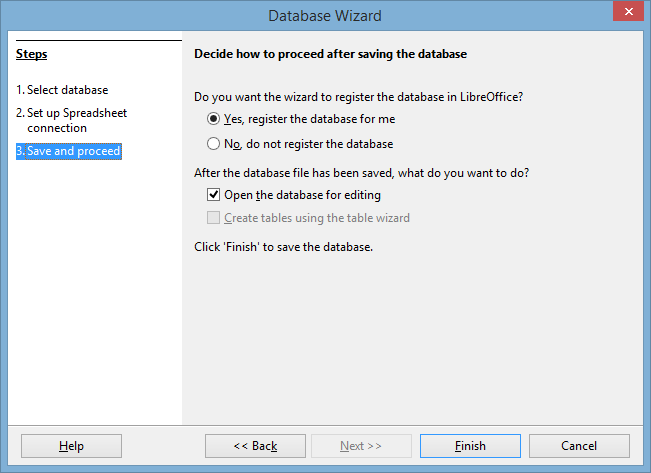 Database Wizard
Steps
1. Select database
2. Set up Spreadsheet
connection
3. Save and proceed
Decide how to proceed after saving the database
Do you want the wizard to register the database in LibreOffice?
Yes, register the database for me
No, do not register the database
After the database file has been saved, what do you want to do?
Open the database for editing
Create tables using the table wizard
Click 'Finish' to save the database.
Help
<< Back
Next >>
Finish
Cancel